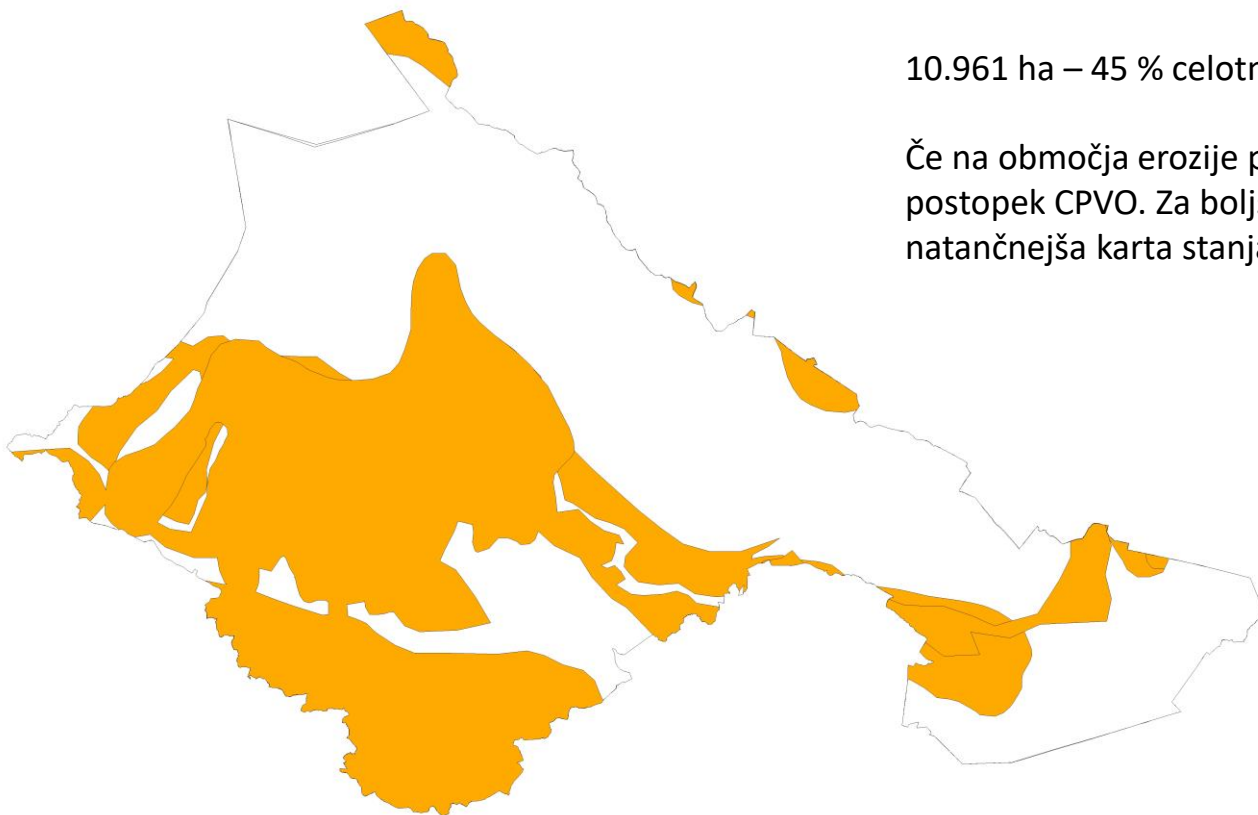 10.961 ha – 45 % celotn
Če na območja erozije p
postopek CPVO. Za bolj
natančnejša karta stanja